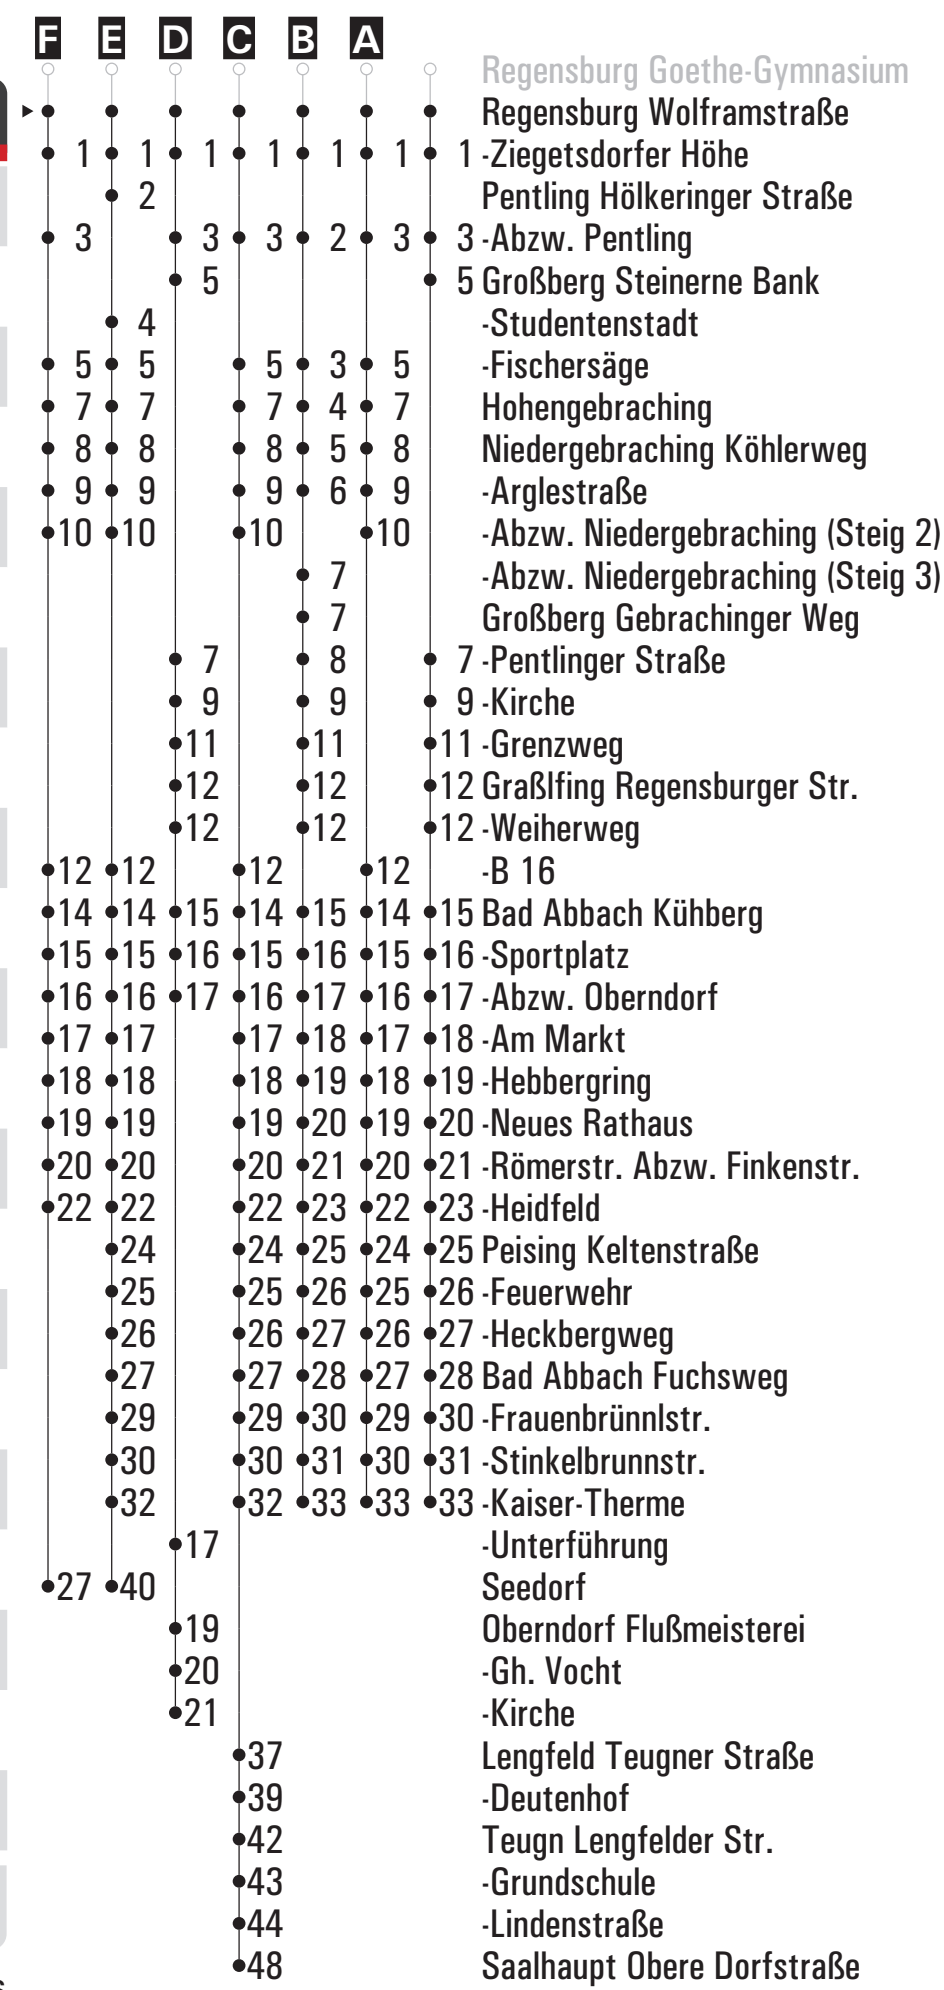 F E D C B A
Regensburg Goethe-Gymnasium
Regensburg Wolframstraße
1 1 1 1 1 1 1 -Ziegetsdorfer Höhe
2 Pentling Hölkeringer Straße
3 3 3 2 3 3 -Abzw. Pentling
5 5 Großberg Steinerne Bank
4 -Studentenstadt
5 5 5 3 5 -Fischersäge
7 7 7 4 7 Hohengebraching
8 8 8 5 8 Niedergebraching Köhlerweg
9 9 9 6 9 -Arglestraße
10 10 10 10 -Abzw. Niedergebraching (Steig 2)
7 -Abzw. Niedergebraching (Steig 3)
7 Großberg Gebrachinger Weg
7 8 7 -Pentlinger Straße
9 9 9 -Kirche
11 11 11 -Grenzweg
12 12 12 Graßlfing Regensburger Str.
12 12 12 -Weiherweg
12 12 12 12 -B 16
14 14 15 14 15 14 15 Bad Abbach Kühberg
15 15 16 15 16 15 16 -Sportplatz
16 16 17 16 17 16 17 -Abzw. Oberndorf
17 17 17 18 17 18 -Am Markt
18 18 18 19 18 19 -Hebbergring
19 19 19 20 19 20 -Neues Rathaus
20 20 20 21 20 21 -Römerstr. Abzw. Finkenstr.
22 22 22 23 22 23 -Heidfeld
24 24 25 24 25 Peising Keltenstraße
25 25 26 25 26 -Feuerwehr
26 26 27 26 27 -Heckbergweg
27 27 28 27 28 Bad Abbach Fuchsweg
29 29 30 29 30 -Frauenbrünnlstr.
30 30 31 30 31 -Stinkelbrunnstr.
32 32 33 33 33 -Kaiser-Therme
17 -Unterführung
27 40 Seedorf
19 Oberndorf Flußmeisterei
20 -Gh. Vocht
21 -Kirche
37 Lengfeld Teugner Straße
39 -Deutenhof
42 Teugn Lengfelder Str.
43 -Grundschule
44 -Lindenstraße
48 Saalhaupt Obere Dorfstraße